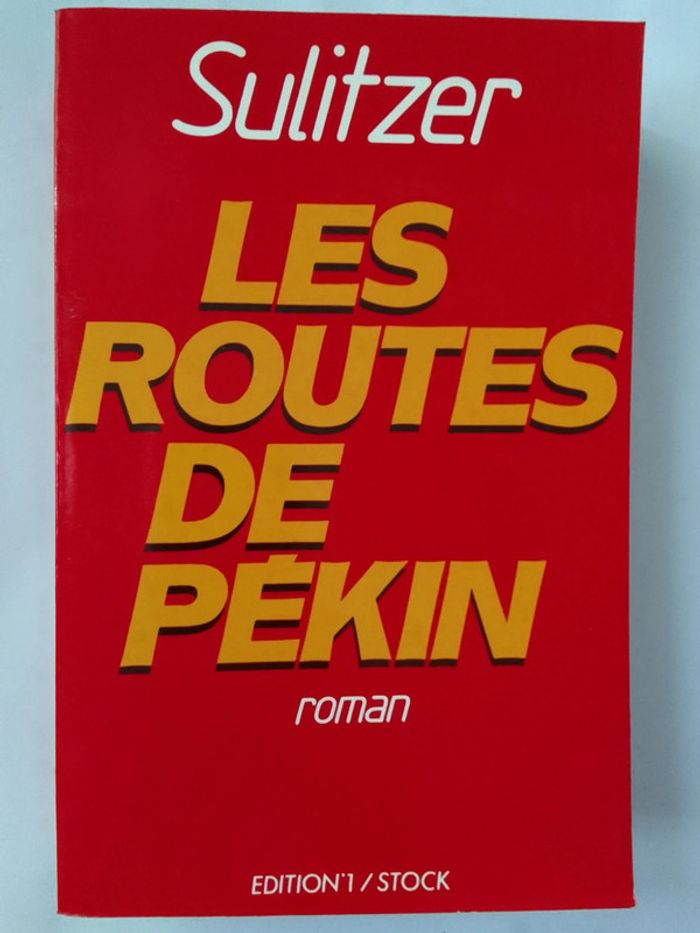 Sulitzer
LES
ROUTES
DE
PÉKIN
roman
EDITION°1 / STOCK